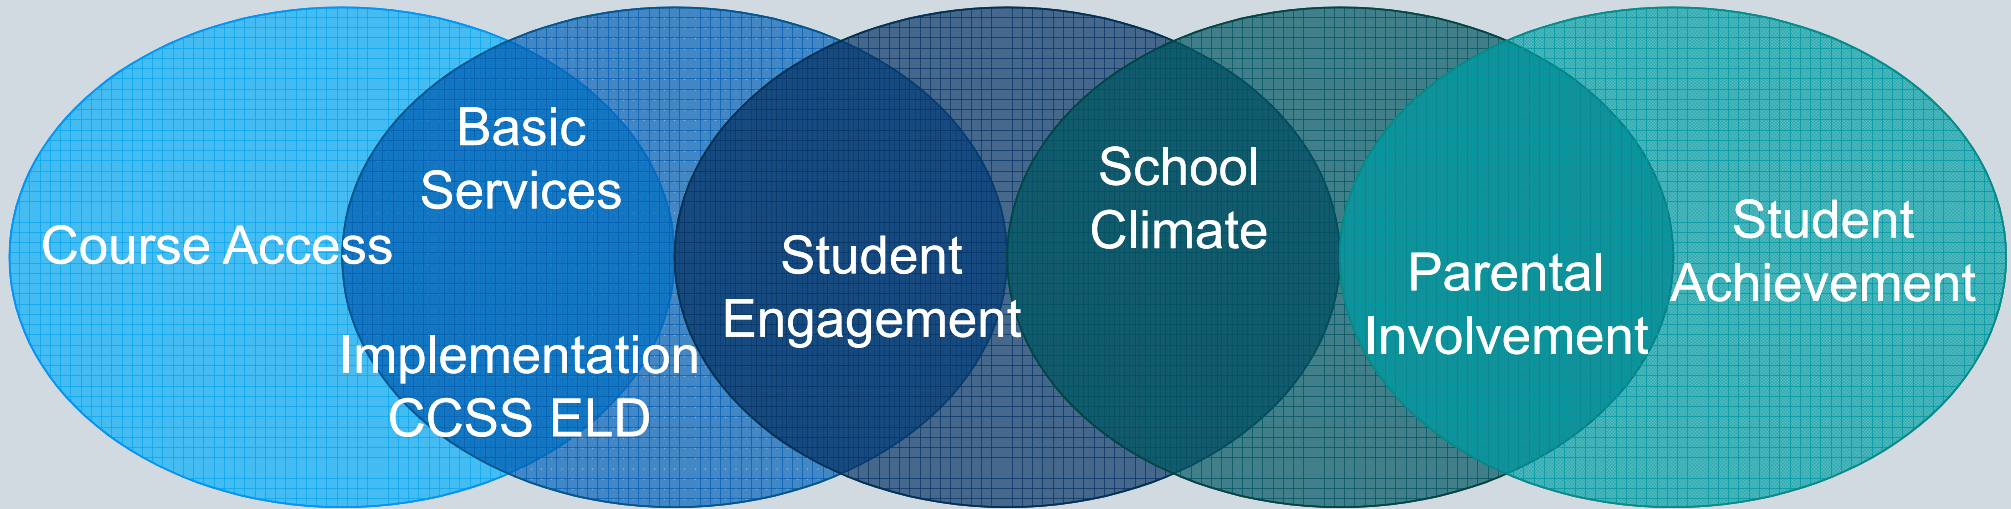 Course Access
Basic
Services
Implementation
CCSS ELD
Student
Engagement
School
Climate
Parental
Involvement
Student
Achievement